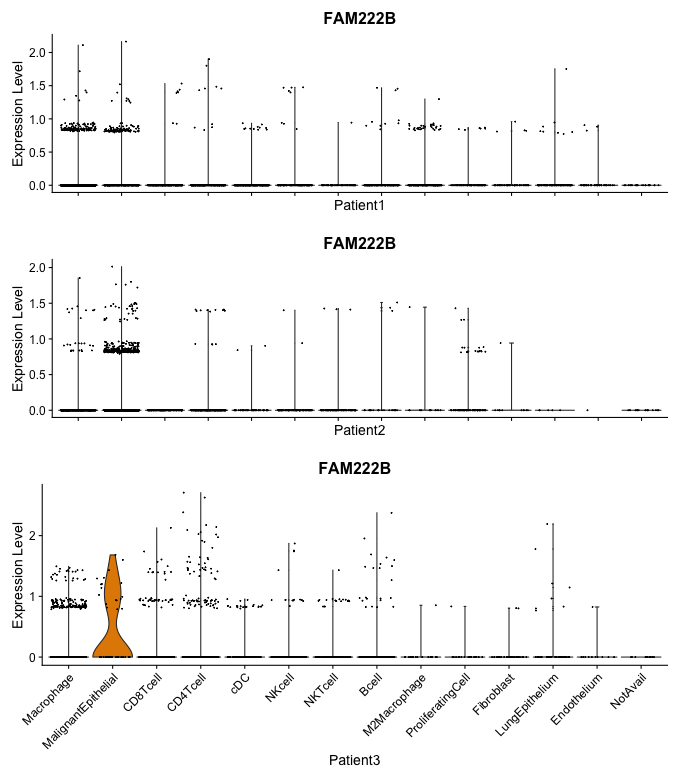 FAM222B
Expression Level
2.0
1.5
1.0
0.5
0.0
Patient1
FAM222B
Expression Level
2.0
1.5
1.0
0.5
0.0
Patient2
FAM222B
Expression Level
2
1
0
Macrophage
MalignantEpithelial
CD8Tcell
CD4Tcell
cDC
NKcell
NKTcell
Bcell
M2Macrophage
ProliferatingCell
Fibroblast
LungEpithelium
Endothelium
NotAvail
Patient3